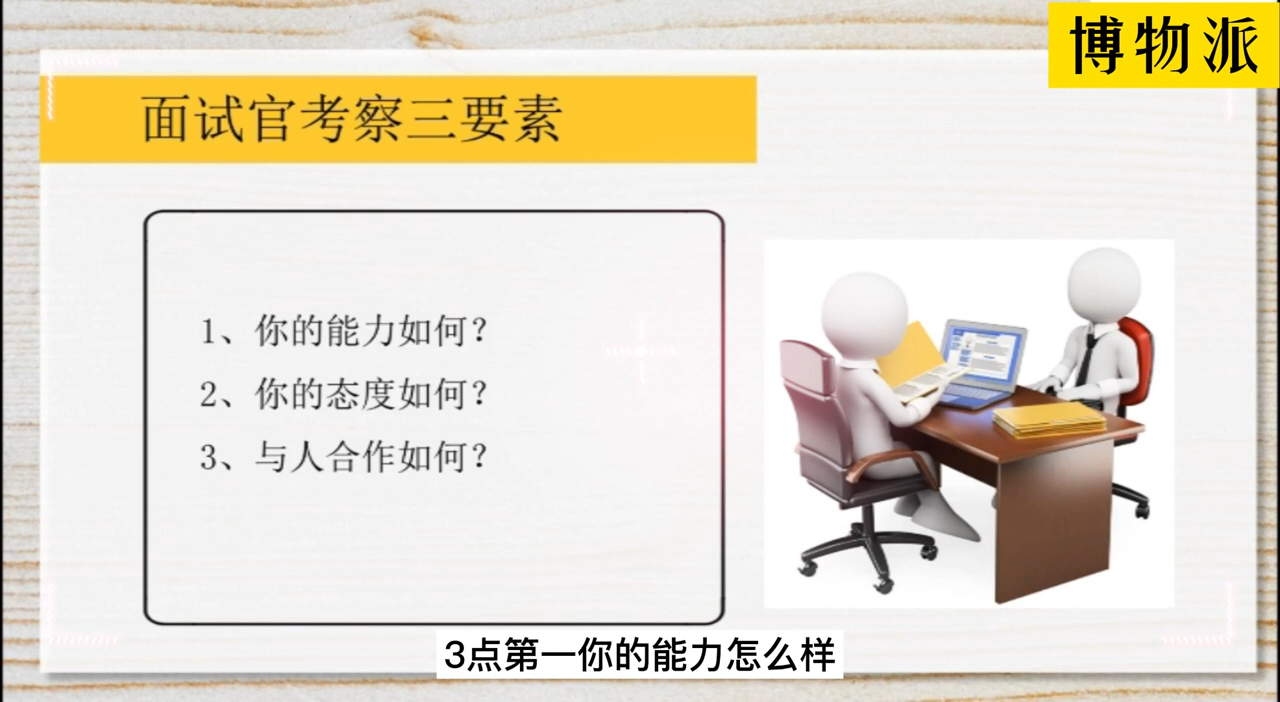 博物派
面试官考察三要素
1、你的能力如何？
2、你的态度如何？
3、与人合作如何？
3点第一你的能力怎么样